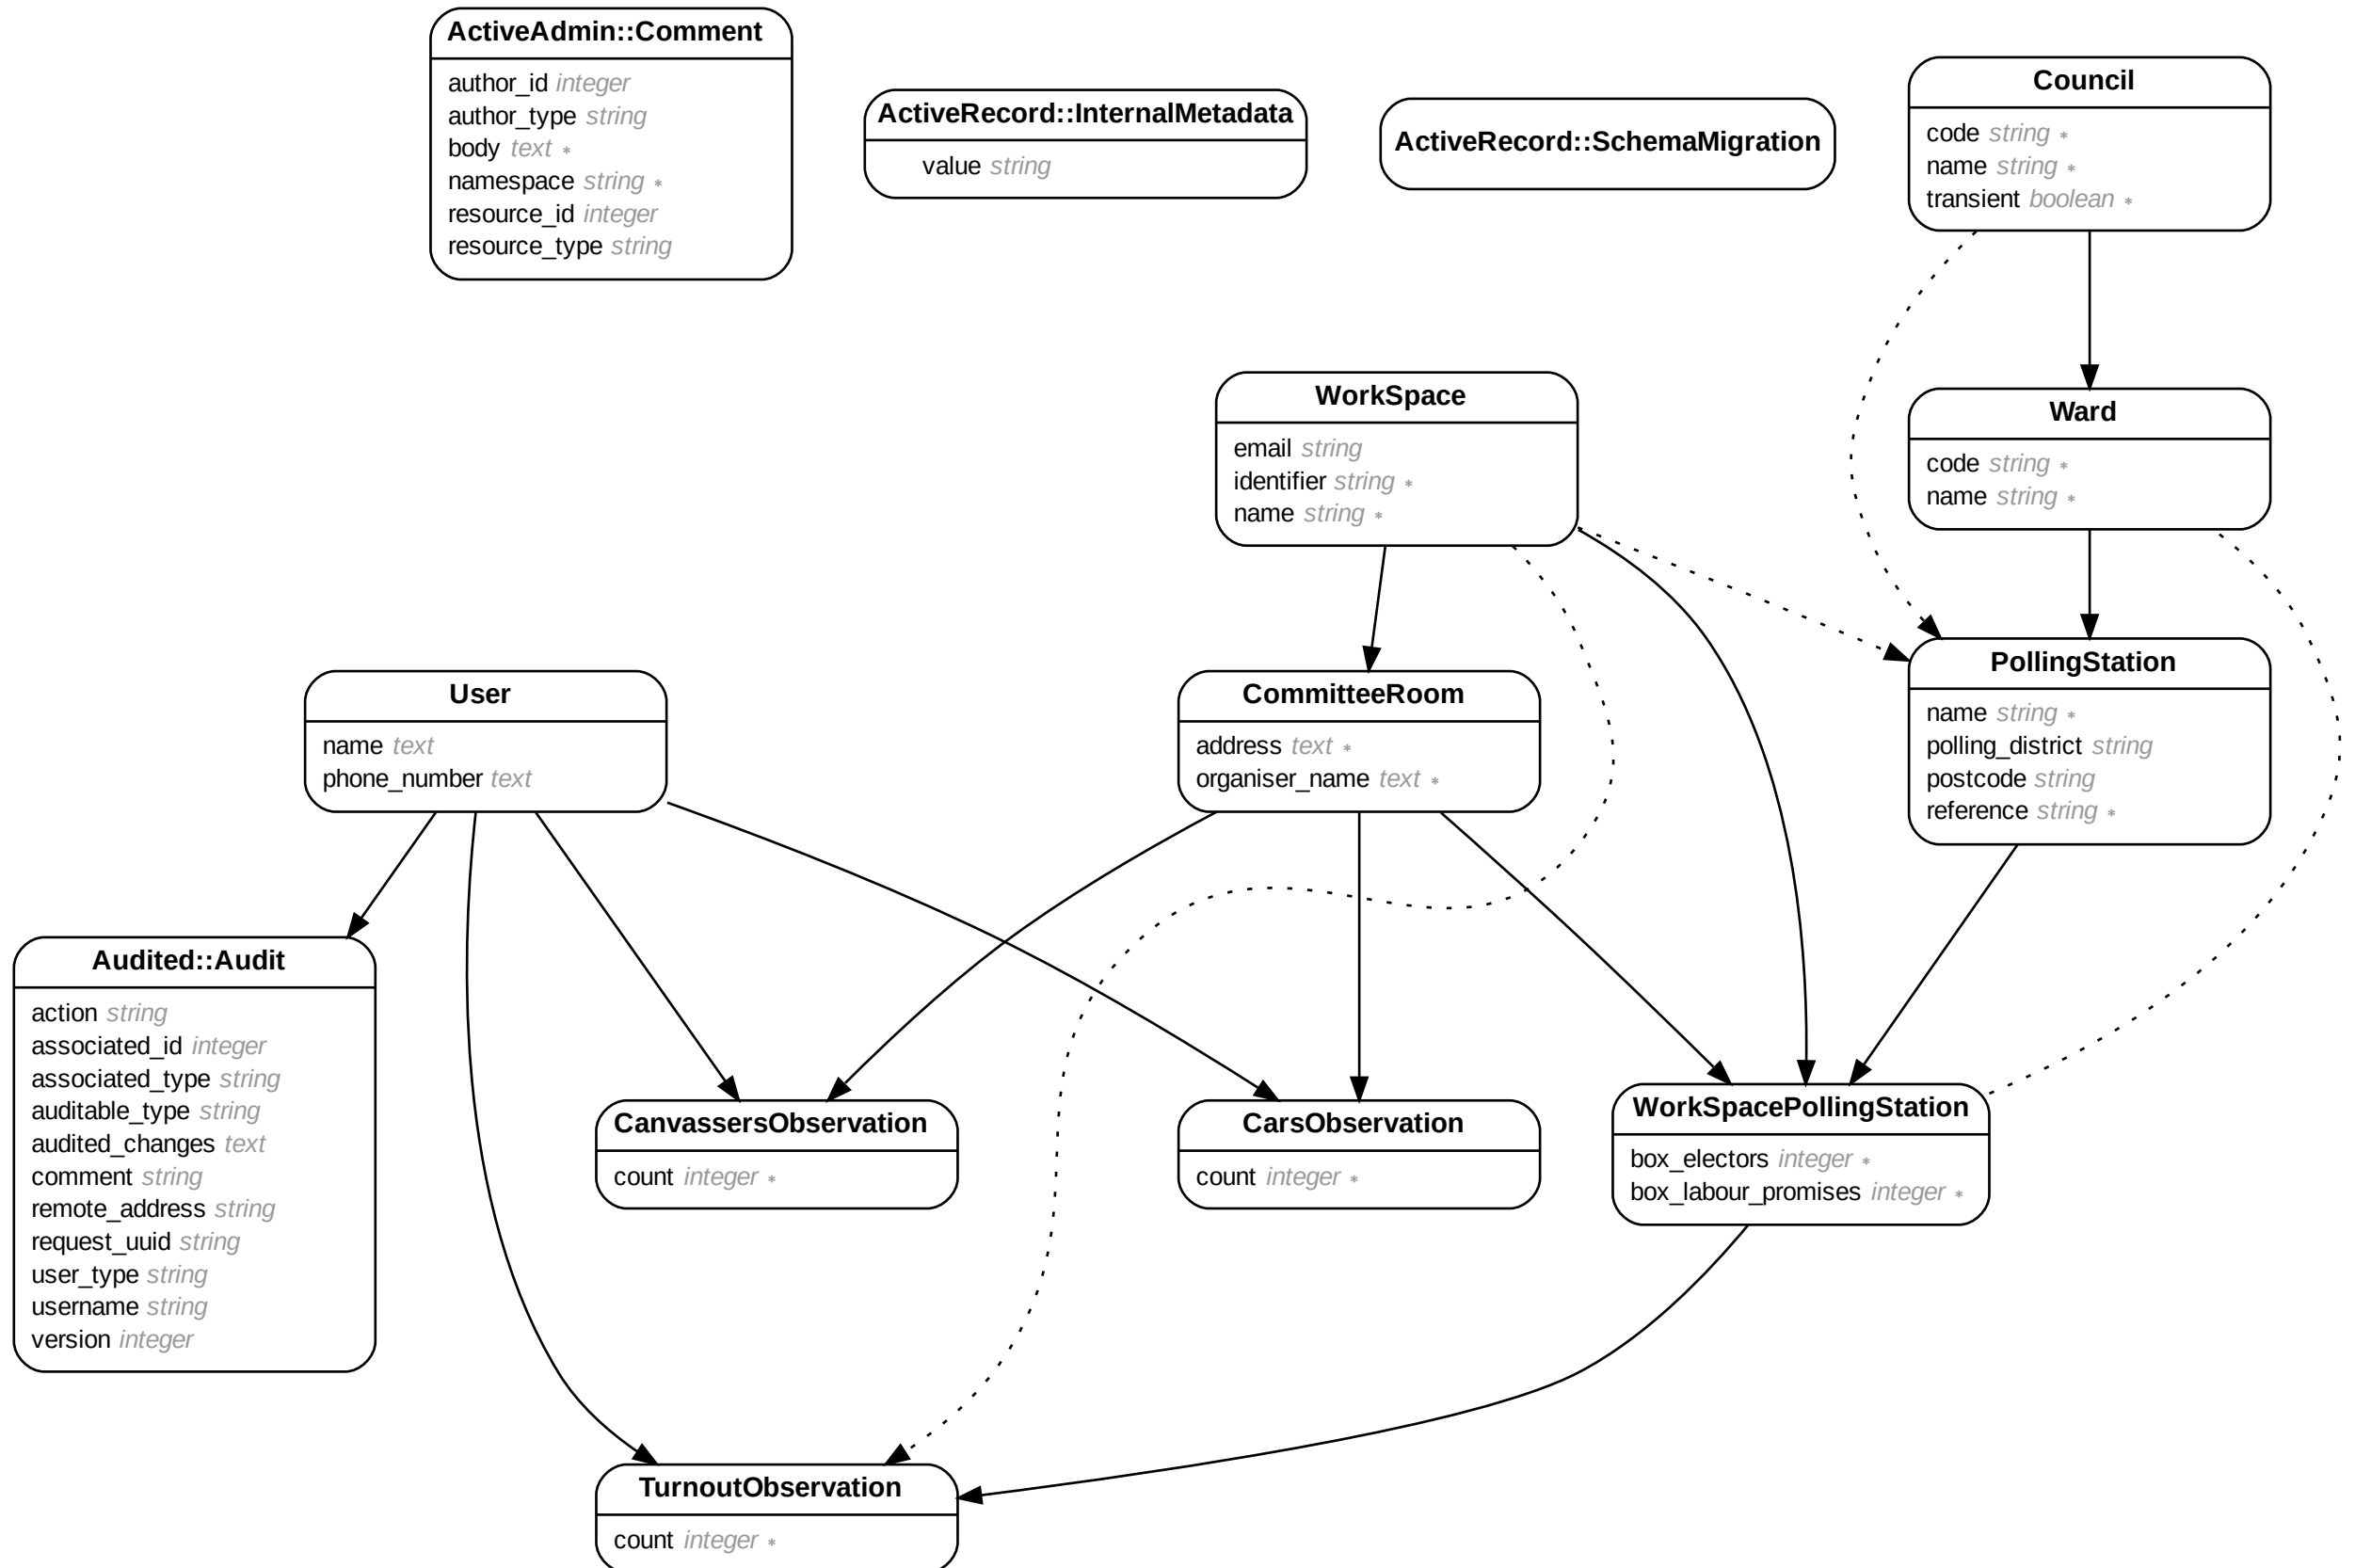 ActiveAdmin::Comment
author_id integer
author_type string
body text *
namespace string *
resource_id integer
resource_type string
ActiveRecord::InternalMetadata
value string
ActiveRecord::SchemaMigration
Council
code string *
name string *
transient boolean *
WorkSpace
email string
identifier string *
name string *
Ward
code string *
name string *
User
name text
phone_number text
CommitteeRoom
address text *
organiser_name text *
PollingStation
name string *
polling_district string
postcode string
reference string *
Audited::Audit
action string
associated_id integer
associated_type string
auditable_type string
audited_changes text
comment string
remote_address string
request_uuid string
user_type string
username string
version integer
CanvassersObservation
count integer *
CarsObservation
count integer *
WorkSpacePollingStation
box_electors integer *
box_labour_promises integer *
TurnoutObservation
count integer *